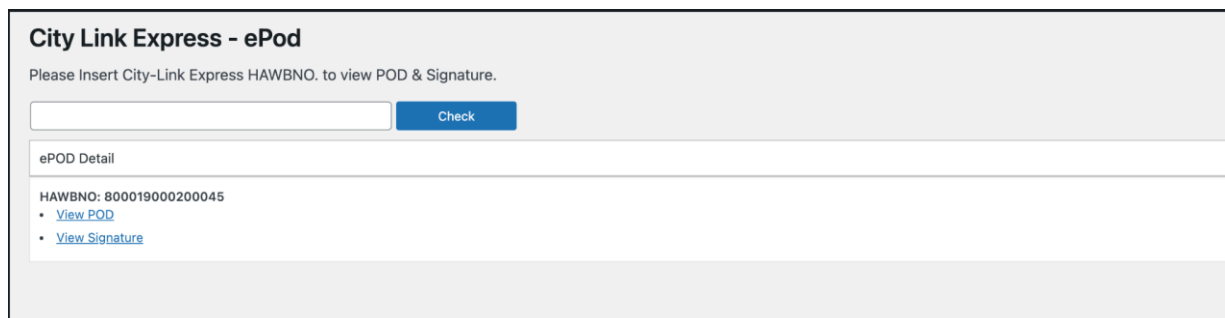 City Link Express - ePod
Please Insert City-Link Express HAWBNO. to view POD & Signature.
Check
ePOD Detail
HAWBNO: 800019000200045
• View POD
• View Signature